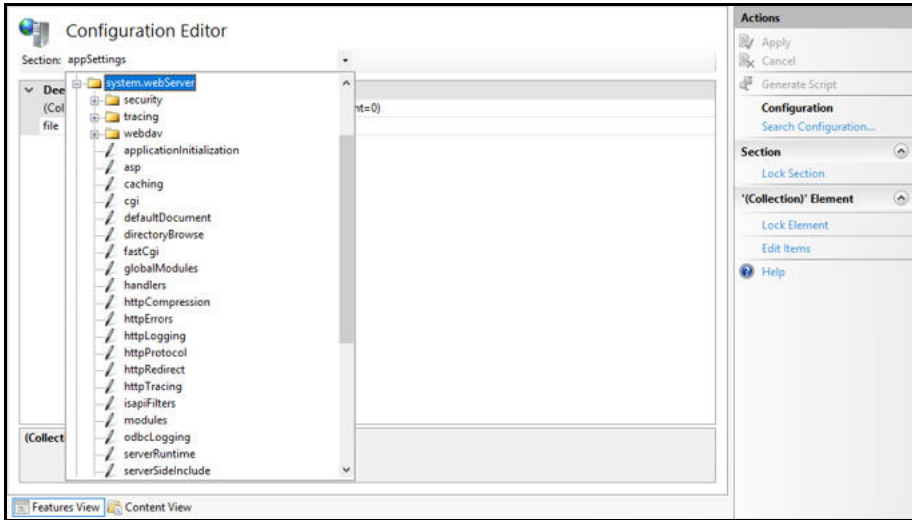 Configuration Editor
Section: appSettings
Dee
(Col
nt=0)
file
system.webServer
security
tracing
webdav
applicationInitialization
asp
caching
cgi
defaultDocument
directoryBrowse
fastCgi
globalModules
handlers
httpCompression
httpErrors
httpLogging
httpProtocol
httpRedirect
httpTracing
isapiFilters
modules
odbcLogging
serverRuntime
serverSideInclude
(Collecti
Features View
Content View
Actions
Apply
Cancel
Generate Script
Configuration
Search Configuration...
Section
Lock Section
'(Collection)' Element
Lock Element
Edit Items
Help